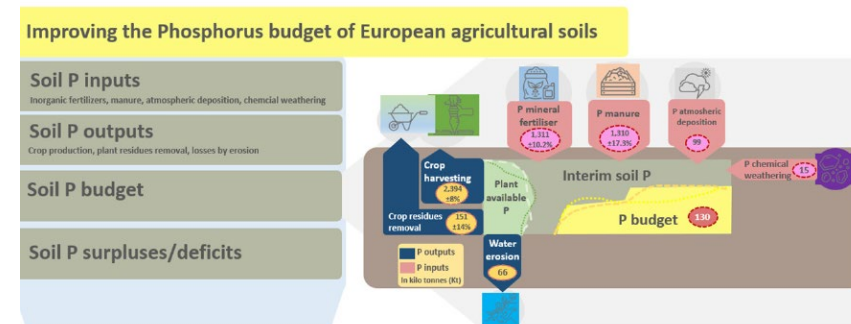 Improving the Phosphorus budget of European agricultural soils
Soil P inputs
Inorganic fertilizers, manure, atmospheric deposition, chemcial weathering
Soil P outputs
Crop production, plant residues removal, losses by erosion
Soil P budget
Soil P surpluses/deficits
P mineral
fertiliser
1,311
±10.2%
P manure
1,310
±17.3%
P atmospheric
deposition
99
Crop
harvesting
2,394
±8%
Plant
available
P
Interim soil P
P chemical
weathering
15
Crop residues
removal
151
±14%
P budget
130
Water
erosion
66
P outputs
P inputs
In kilo tonnes (Kt)